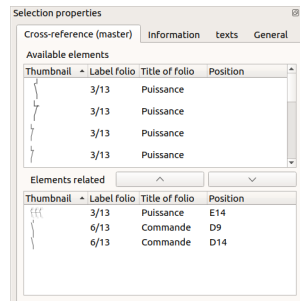 Selection properties
Cross-reference (master) Information texts General
Available elements
Thumbnail Label folio Title of folio Position
3/13 Puissance
3/13 Puissance
3/13 Puissance
3/13 Puissance
Elements related
Thumbnail Label folio Title of folio Position
3/13 Puissance E14
6/13 Commande D9
6/13 Commande D14